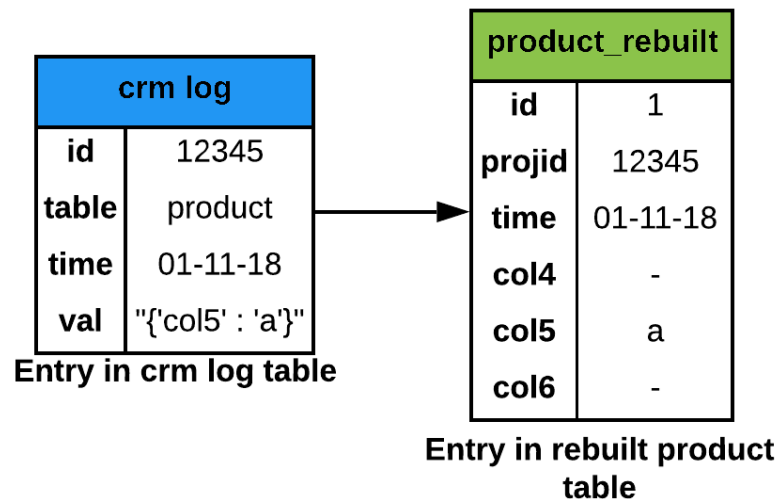 crm log
id 12345
table product
time 01-11-18
val "{'col5' : 'a'}"
Entry in crm log table
product_rebuilt
id 1
projid 12345
time 01-11-18
col4 -
col5 a
col6 -
Entry in rebuilt product
table